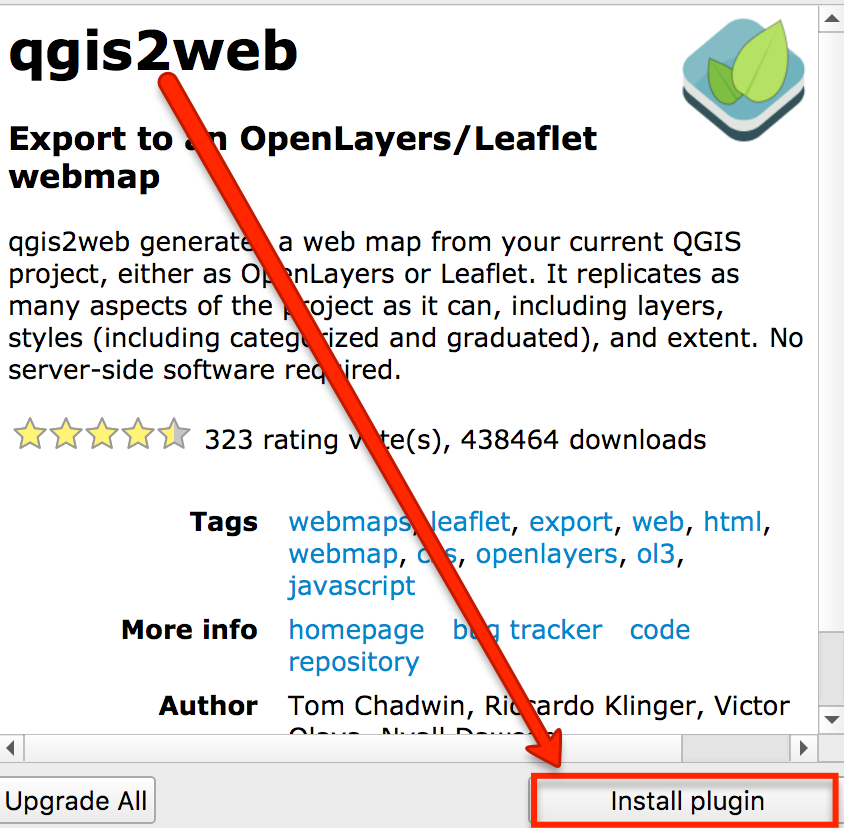 qgis2web
Export to an OpenLayers/Leaflet
webmap
qgis2web generates a web map from your current QGIS
project, either as OpenLayers or Leaflet. It replicates as
many aspects of the project as it can, including layers,
styles (including categorized and graduated), and extent. No
server-side software required.
323 rating vote(s), 438464 downloads
Tags webmaps, leaflet, export, web, html,
webmap, css, openlayers, ol3,
javascript
More info homepage bug tracker code
repository
Author Tom Chadwin, Riccardo Klinger, Victor
Olaya, Nyall Dawson
Upgrade All Install plugin